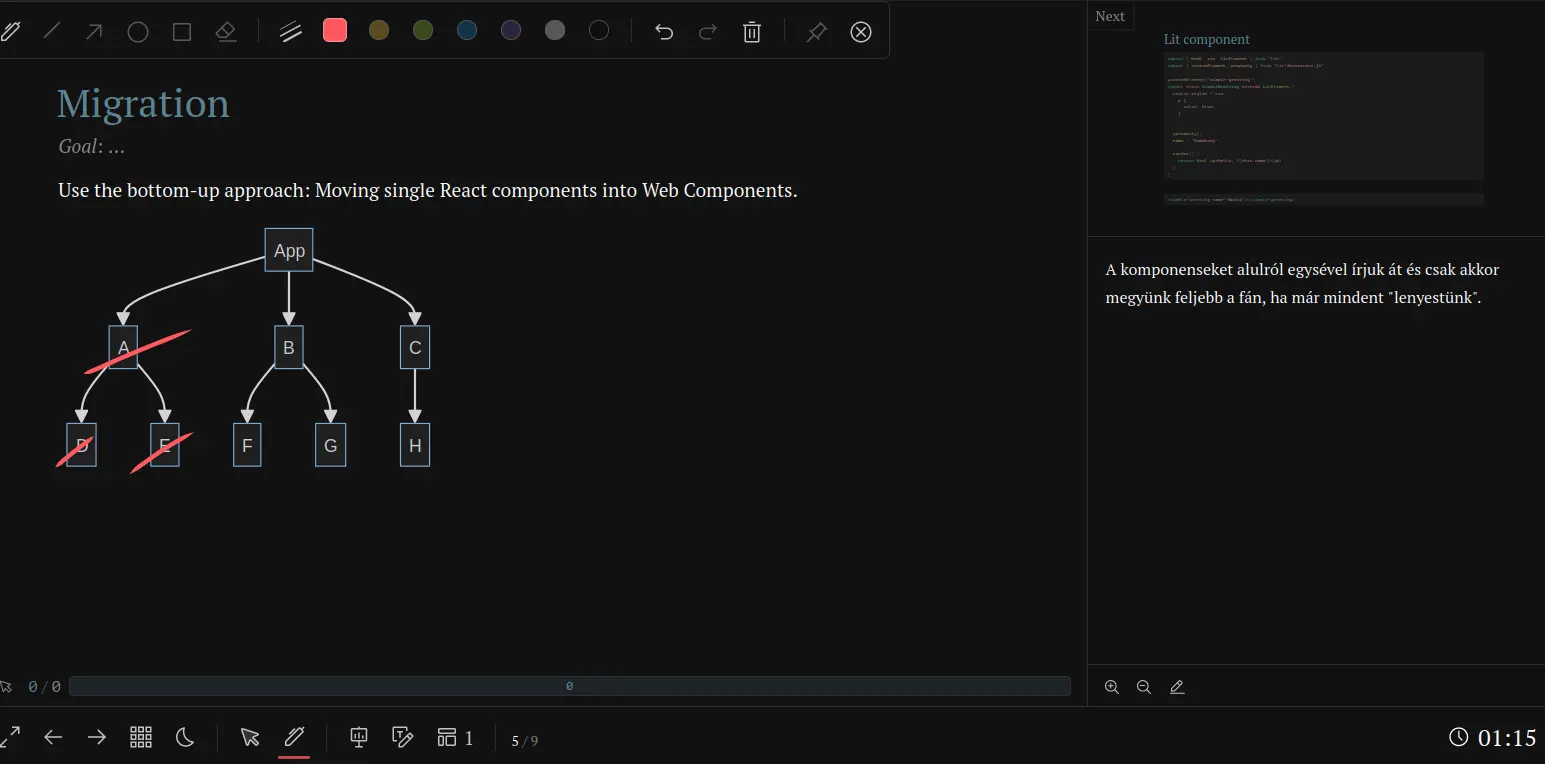 Next
Lit component
Migration
Goal: ...
Use the bottom-up approach: Moving single React components into Web Components.
App
A
B
C
D
E
F
G
H
A komponenseket alulról egysével írjuk át és csak akkor
megyünk feljebb a fán, ha már mindent "lenyestünk".
0/0
0
1
5/9
01:15